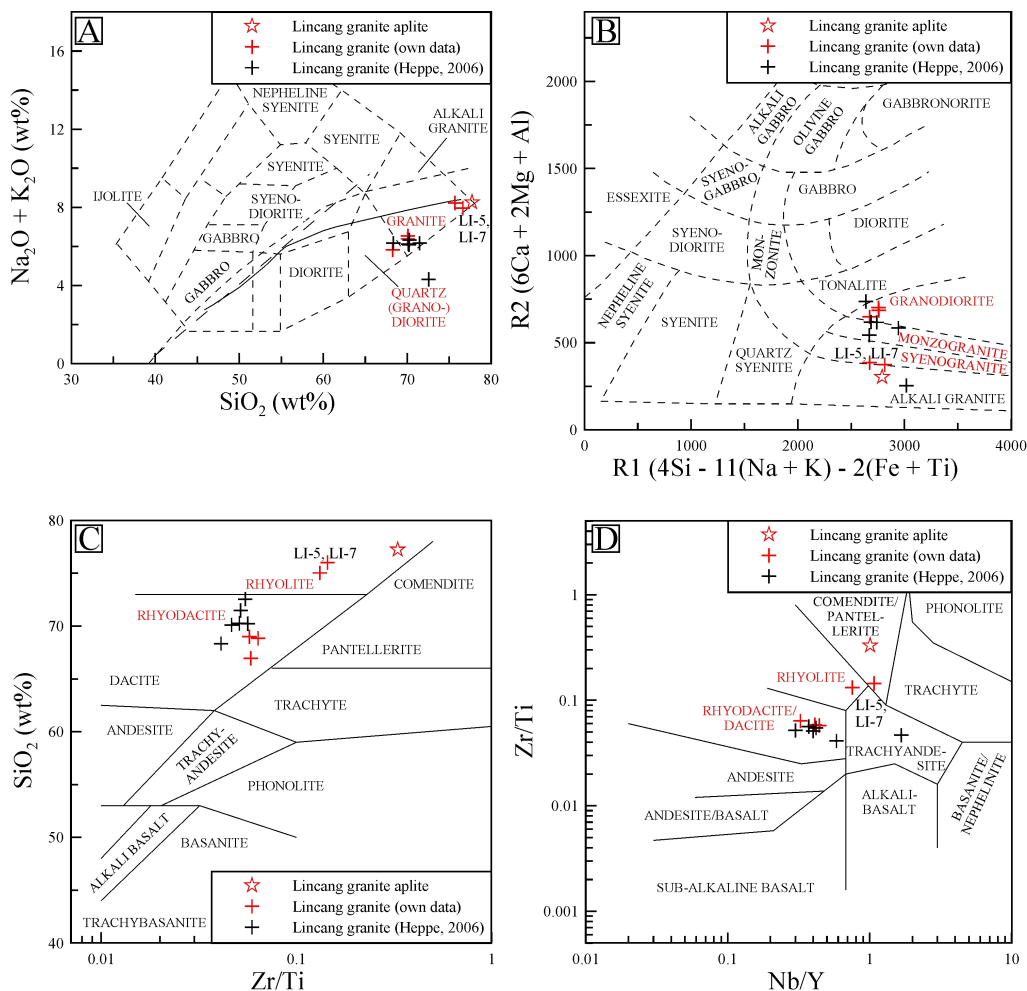 A
Lincang granite aplite
Lincang granite (own data)
Lincang granite (Heppe, 2006)
16
12
8
4
0
30
40
50
60
70
80
Na2O + K2O (wt%)
SiO2 (wt%)
NEPHELINE
SYENITE
SYENITE
ALKALI
GRANITE
SYENITE
IJOLITE
SYENO-
DIORITE
GRANITE
LI-5,
LI-7
GABBRO
GABBRO
DIORITE
QUARTZ
(GRANO-)
DIORITE
B
Lincang granite aplite
Lincang granite (own data)
Lincang granite (Heppe, 2006)
2000
1500
1000
500
0
0
1000
2000
3000
4000
R2 (6Ca + 2Mg + Al)
R1 (4Si - 11(Na + K) - 2(Fe + Ti)
ALKALI
GABBRO
OLIVINE
GABBRO
GABBRONORITE
ESSEXITE
SYENO-
GABBRO
GABBRO
SYENO-
DIORITE
MON-
ZONITE
DIORITE
NEPHELINE
SYENITE
TONALITE
GRANODIORITE
SYENITE
MONZOGRANITE
LI-5, LI-7
SYENOGRANITE
QUARTZ
SYENITE
ALKALI GRANITE
C
80
70
60
50
40
0.01
0.1
1
SiO2 (wt%)
Zr/Ti
LI-5, LI-7
RHYOLITE
COMENDITE
RHYODACITE
PANTELLERITE
DACITE
TRACHYTE
ANDESITE
TRACHY-
ANDESITE
PHONOLITE
ALKALI BASALT
BASANITE
TRACHYBASANITE
Lincang granite aplite
Lincang granite (own data)
Lincang granite (Heppe, 2006)
D
Lincang granite aplite
Lincang granite (own data)
Lincang granite (Heppe, 2006)
1
0.1
0.01
0.001
0.01
0.1
1
10
Zr/Ti
Nb/Y
COMENDITE/
PANTEL-
LERITE
PHONOLITE
RHYOLITE
TRACHYTE
RHYODACITE/
DACITE
LI-5,
LI-7
TRACHYANDE-
SITE
ANDESITE
ANDESITE/BASALT
ALKALI-
BASALT
BASANITE/
NEPHELINITE
SUB-ALKALINE BASALT